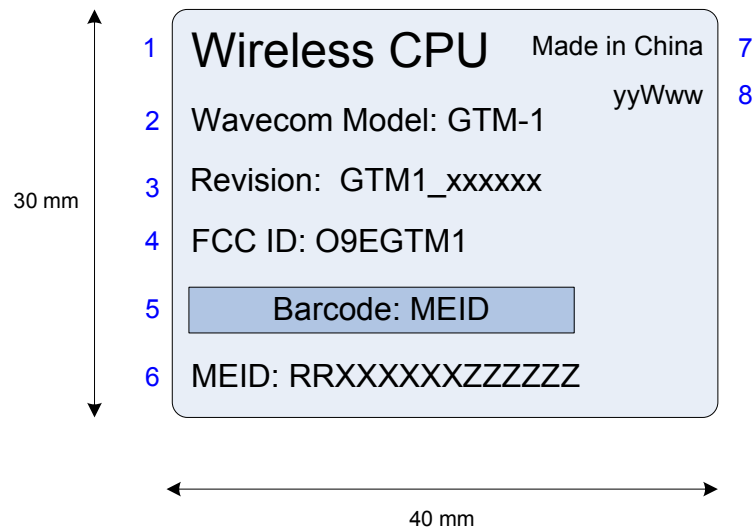 1 Wireless CPU Made in China 7
yyWww 8
2 Wavecom Model: GTM-1
3 Revision: GTM1_xxxxxx
30 mm
4 FCC ID: O9EGTM1
5 Barcode: MEID
6 MEID: RRXXXXXXZZZZZZ
40 mm